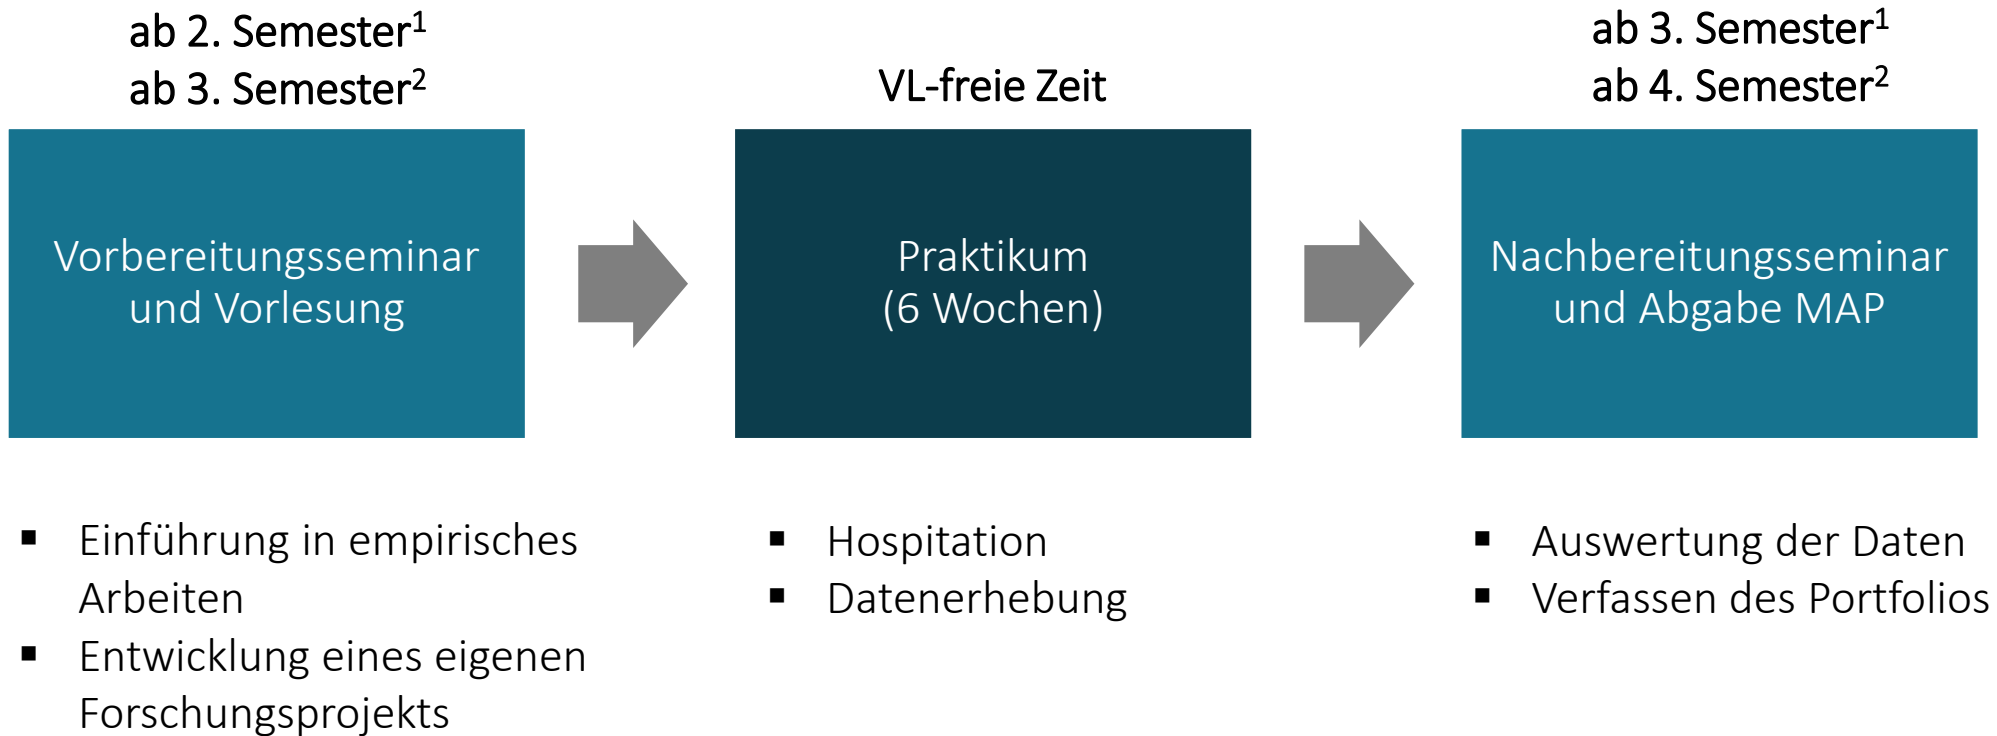 ab 2. Semester¹
ab 3. Semester²
Vorbereitungsseminar
und Vorlesung
▪ Einführung in empirisches
Arbeiten
▪ Entwicklung eines eigenen
Forschungsprojekts
VL-freie Zeit
Praktikum
(6 Wochen)
▪ Hospitation
▪ Datenerhebung
ab 3. Semester¹
ab 4. Semester²
Nachbereitungsseminar
und Abgabe MAP
▪ Auswertung der Daten
▪ Verfassen des Portfolios